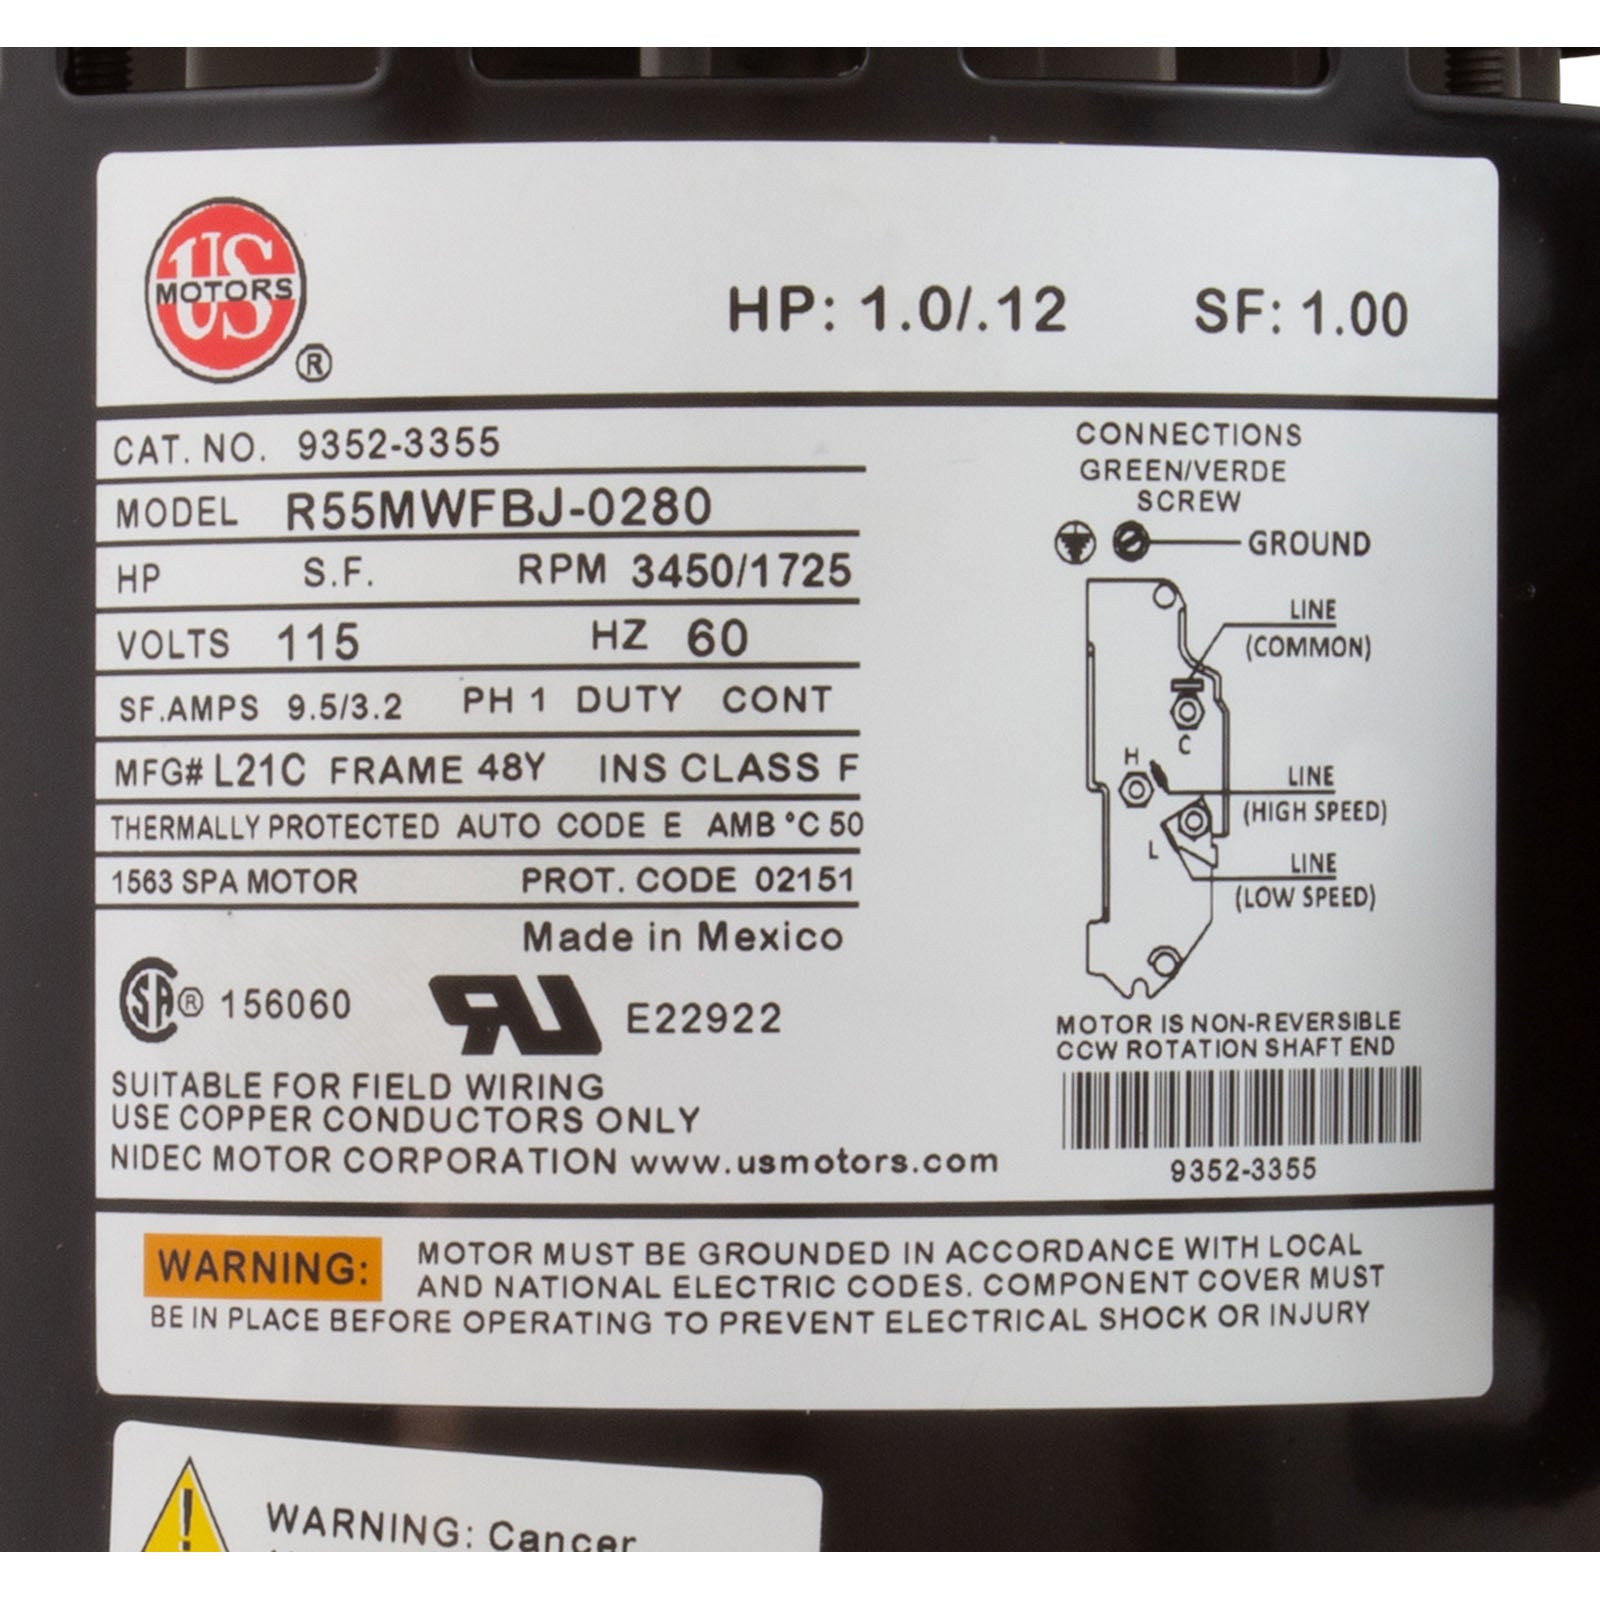 US
MOTORS
®
HP: 1.0/.12 SF: 1.00
CAT. NO. 9352-3355
MODEL R55MWFBJ-0280
HP S.F. RPM 3450/1725
VOLTS 115 HZ 60
SF.AMPS 9.5/3.2 PH 1 DUTY CONT
MFG# L21C FRAME 48Y INS CLASS F
THERMALLY PROTECTED AUTO CODE E AMB °C 50
1563 SPA MOTOR PROT. CODE 02151
Made in Mexico
SA® 156060 RU E22922
SUITABLE FOR FIELD WIRING
USE COPPER CONDUCTORS ONLY
NIDEC MOTOR CORPORATION www.usmotors.com
CONNECTIONS
GREEN/VERDE
SCREW
GROUND
LINE
(COMMON)
C
H
LINE
(HIGH SPEED)
L
LINE
(LOW SPEED)
MOTOR IS NON-REVERSIBLE
CCW ROTATION SHAFT END
9352-3355
WARNING: MOTOR MUST BE GROUNDED IN ACCORDANCE WITH LOCAL
AND NATIONAL ELECTRIC CODES. COMPONENT COVER MUST
BE IN PLACE BEFORE OPERATING TO PREVENT ELECTRICAL SHOCK OR INJURY
WARNING: Cancer